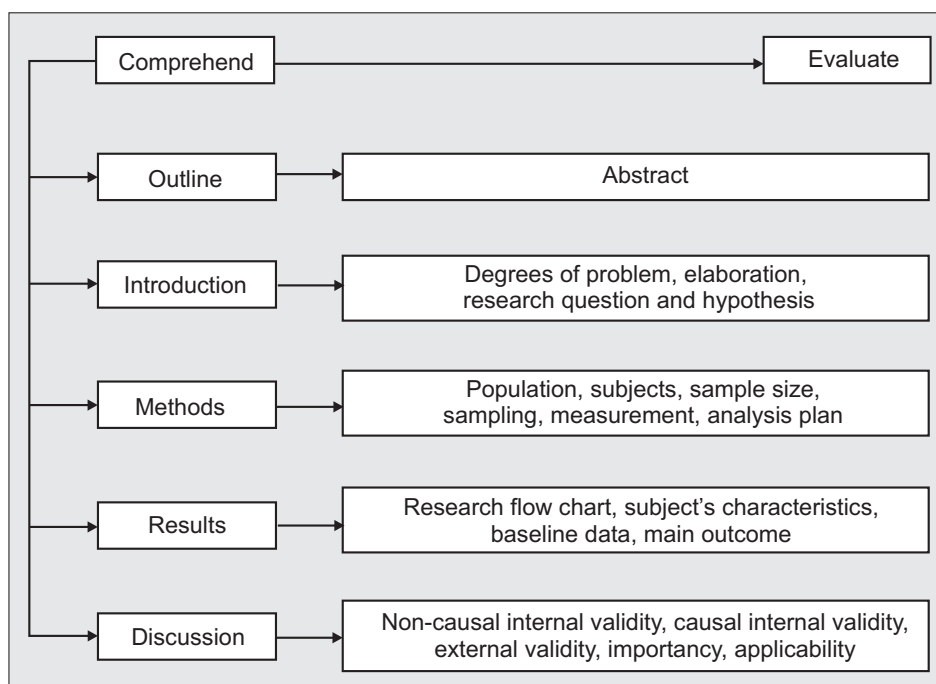 Comprehend
Evaluate
Outline
Abstract
Introduction
Degrees of problem, elaboration,
research question and hypothesis
Methods
Population, subjects, sample size,
sampling, measurement, analysis plan
Results
Research flow chart, subject's characteristics,
baseline data, main outcome
Discussion
Non-causal internal validity, causal internal validity,
external validity, importancy, applicability